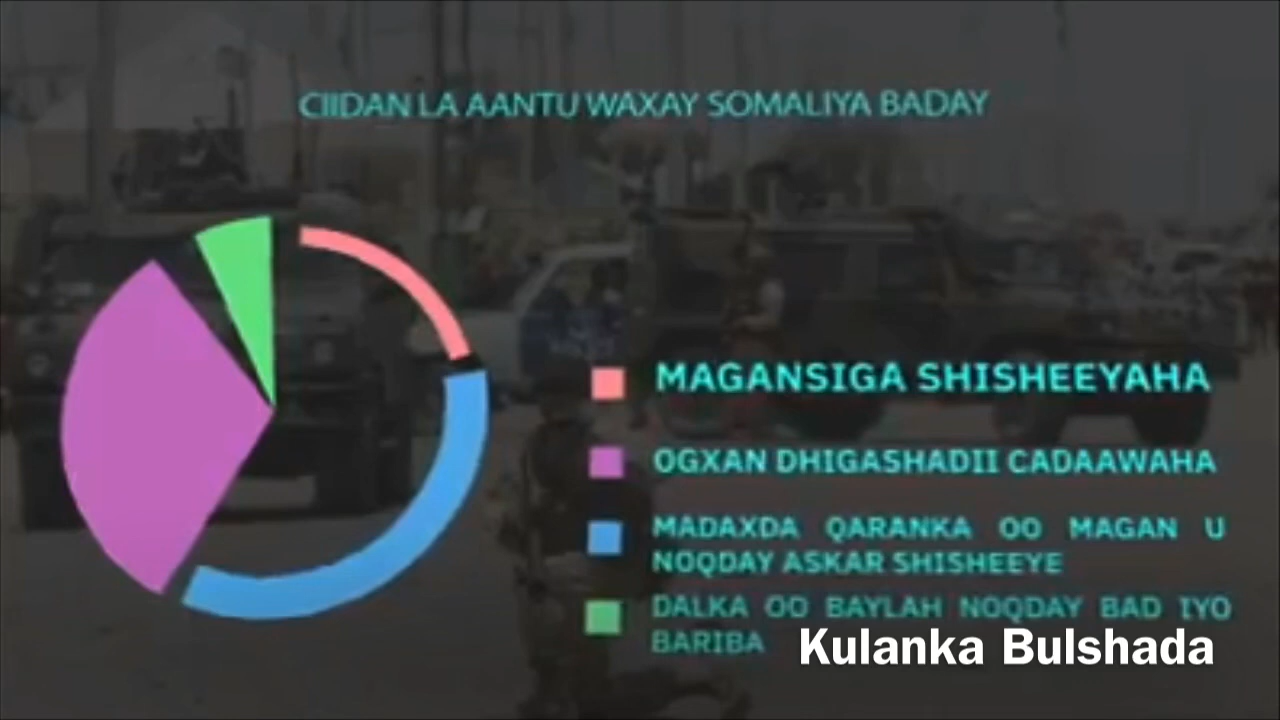 CIIDAN LA AANTU WAXAY SOMALIYA BADAY
MAGANSIGA SHISHEEYAHA
OGXAN DHIGASHADII CADAAWAHA
MADAXDA QARANKA OO MAGAN U
NOQDAY ASKAR SHISHEEYE
DALKA OO BAYLAH NOQDAY BAD IYO
BARIBA
Kulanka Bulshada